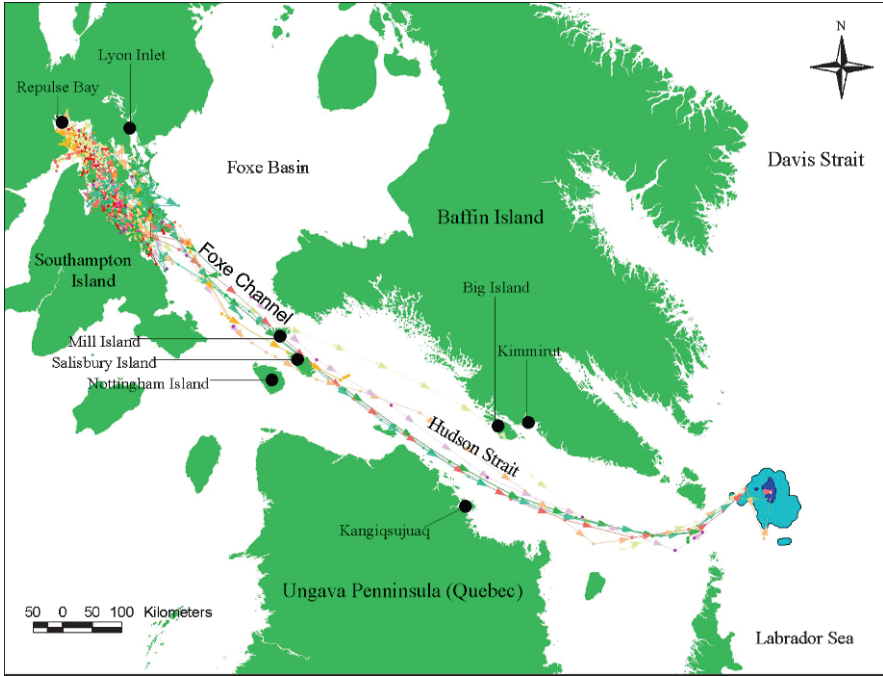 N
Lyon Inlet
Repulse Bay
Foxe Basin
Davis Strait
Baffin Island
Southampton
Island
Foxe Channel
Big Island
Mill Island
Kimmirut
Salisbury Island
Nottingham Island
Hudson Strait
Kangiqsujuaq
Ungava Penninsula (Quebec)
50 0 50 100 Kilometers
Labrador Sea